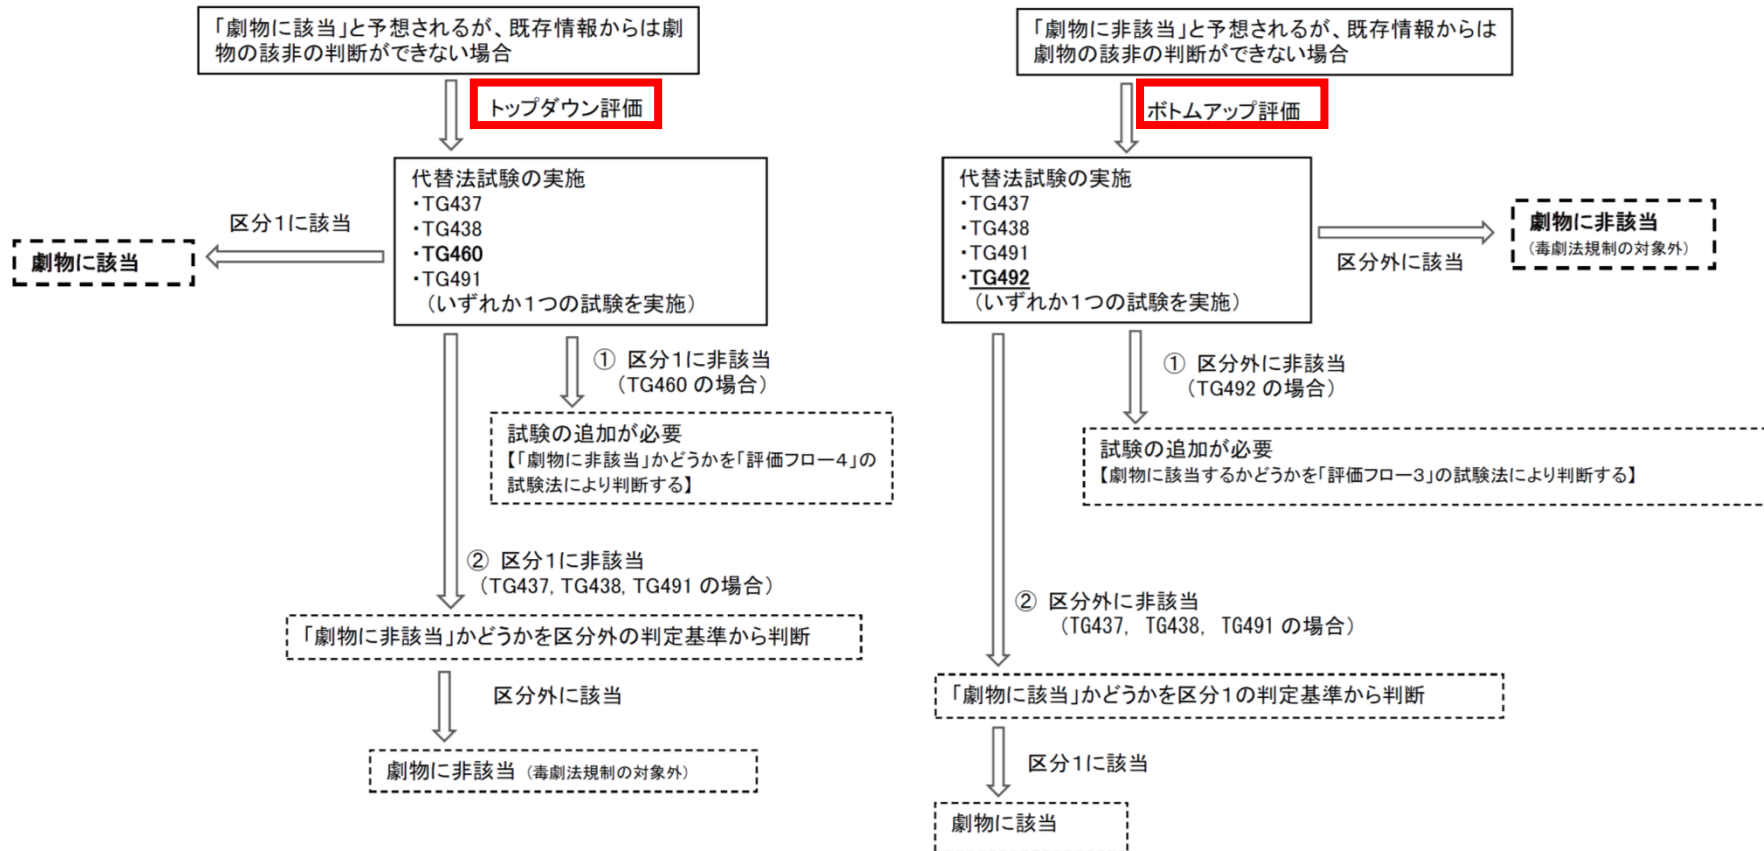 「劇物に該当」と予想されるが、既存情報からは劇
物の該非の判断ができない場合
トップダウン評価
代替法試験の実施
・TG437
・TG438
・TG460
・TG491
（いずれか１つの試験を実施）
区分１に該当
劇物に該当
① 区分１に非該当
（TG460 の場合）
試験の追加が必要
【「劇物に非該当」かどうかを「評価フロー４」の
試験法により判断する】
② 区分１に非該当
（TG437, TG438, TG491 の場合）
「劇物に非該当」かどうかを区分外の判定基準から判断
区分外に該当
劇物に非該当（毒劇法規制の対象外）
「劇物に非該当」と予想されるが、既存情報からは
劇物の該非の判断ができない場合
ボトムアップ評価
代替法試験の実施
・TG437
・TG438
・TG491
・TG492
（いずれか１つの試験を実施）
区分外に該当
劇物に非該当
（毒劇法規制の対象外）
① 区分外に非該当
（TG492 の場合）
試験の追加が必要
【劇物に該当するかどうかを「評価フロー３」の試験法により判断する】
② 区分外に非該当
（TG437, TG438, TG491 の場合）
「劇物に該当」かどうかを区分１の判定基準から判断
区分１に該当
劇物に該当